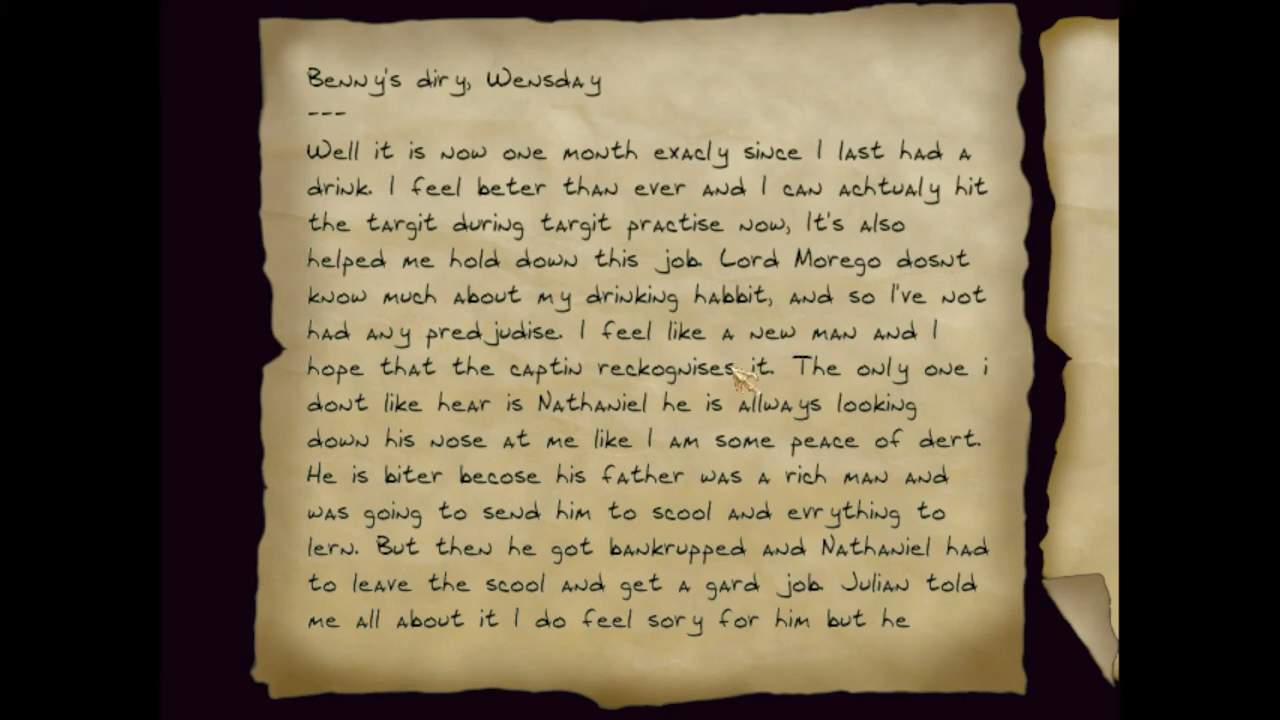 Benny's diry, Wensday
---
Well it is now one month exacly since I last had a
drink. I feel beter than ever and I can achtualy hit
the targit during targit practise now, It's also
helped me hold down this job. Lord Morego dosnt
know much about my drinking habbit, and so I've not
had any predjudise. I feel like a new man and I
hope that the captin reckognises it. The only one i
dont like hear is Nathaniel he is allways looking
down his nose at me like I am some peace of dert.
He is biter becose his father was a rich man and
was going to send him to scool and evrything to
lern. But then he got bankrupped and Nathaniel had
to leave the scool and get a gard job. Julian told
me all about it I do feel sory for him but he